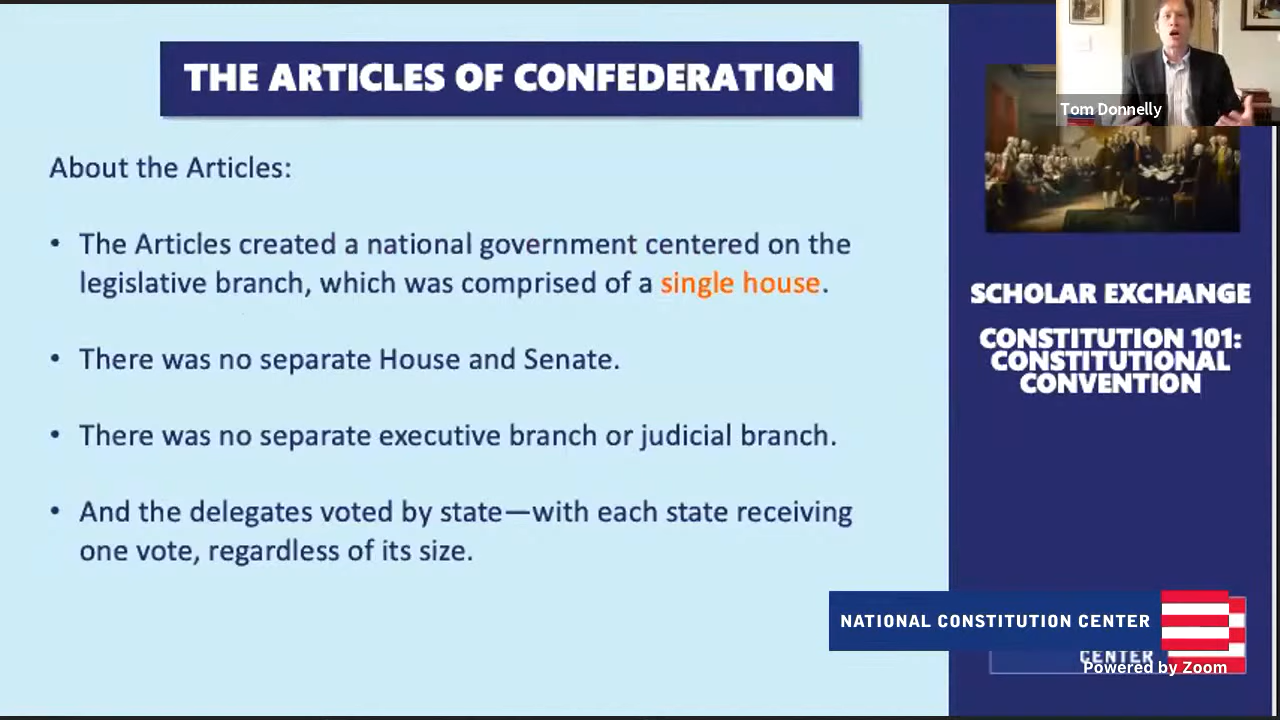 THE ARTICLES OF CONFEDERATION
About the Articles:
• The Articles created a national government centered on the
legislative branch, which was comprised of a single house.
• There was no separate House and Senate.
• There was no separate executive branch or judicial branch.
• And the delegates voted by state—with each state receiving
one vote, regardless of its size.
Tom Donnelly
SCHOLAR EXCHANGE
CONSTITUTION 101:
CONSTITUTIONAL
CONVENTION
NATIONAL CONSTITUTION CENTER
CENTER
Powered by Zoom